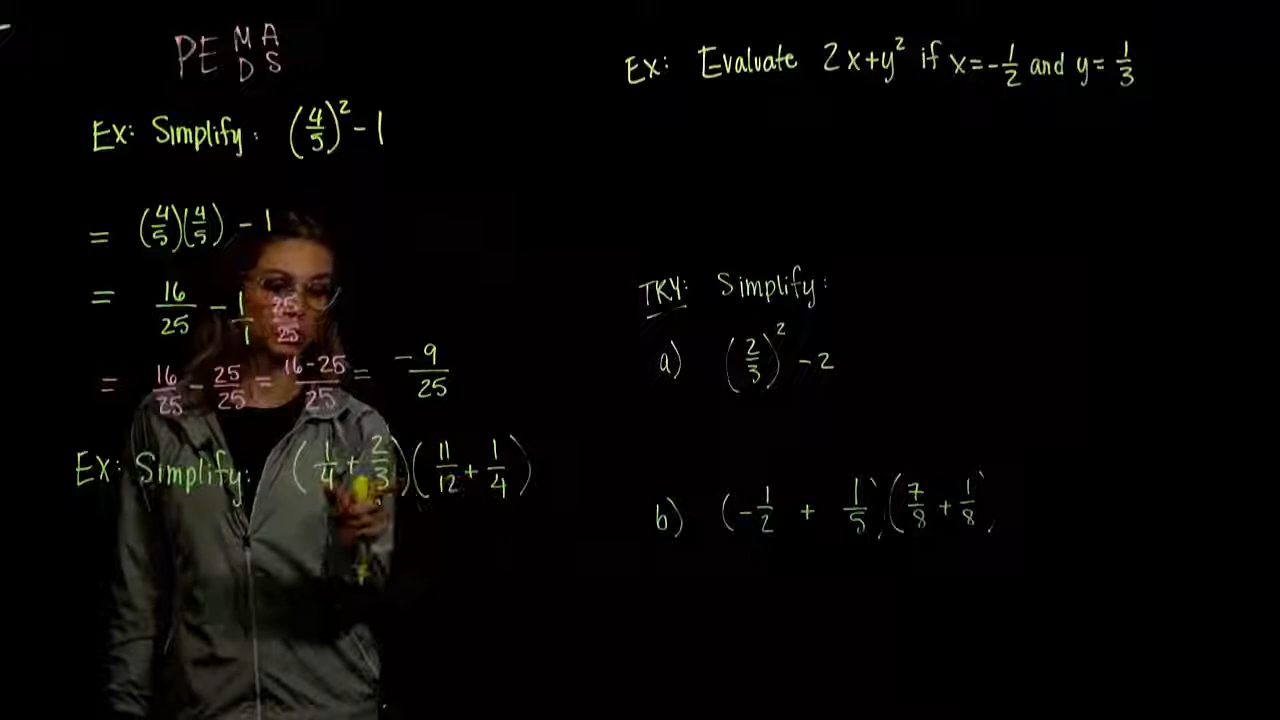 PE M A
D S
Ex: Simplify: (4/5)² - 1
= (4/5)(4/5) - 1
= 16/25 - 1/1 25/25
= 16/25 - 25/25 = 16-25/25 = -9/25
Ex: Simplify: (1/4 + 2/3)(11/12 + 1/4)
Ex: Evaluate 2x+y² if x=-1/2 and y=1/3
TRY: Simplify:
a) (2/3)² - 2
b) (-1/2 + 1/5)(7/8 + 1/8)